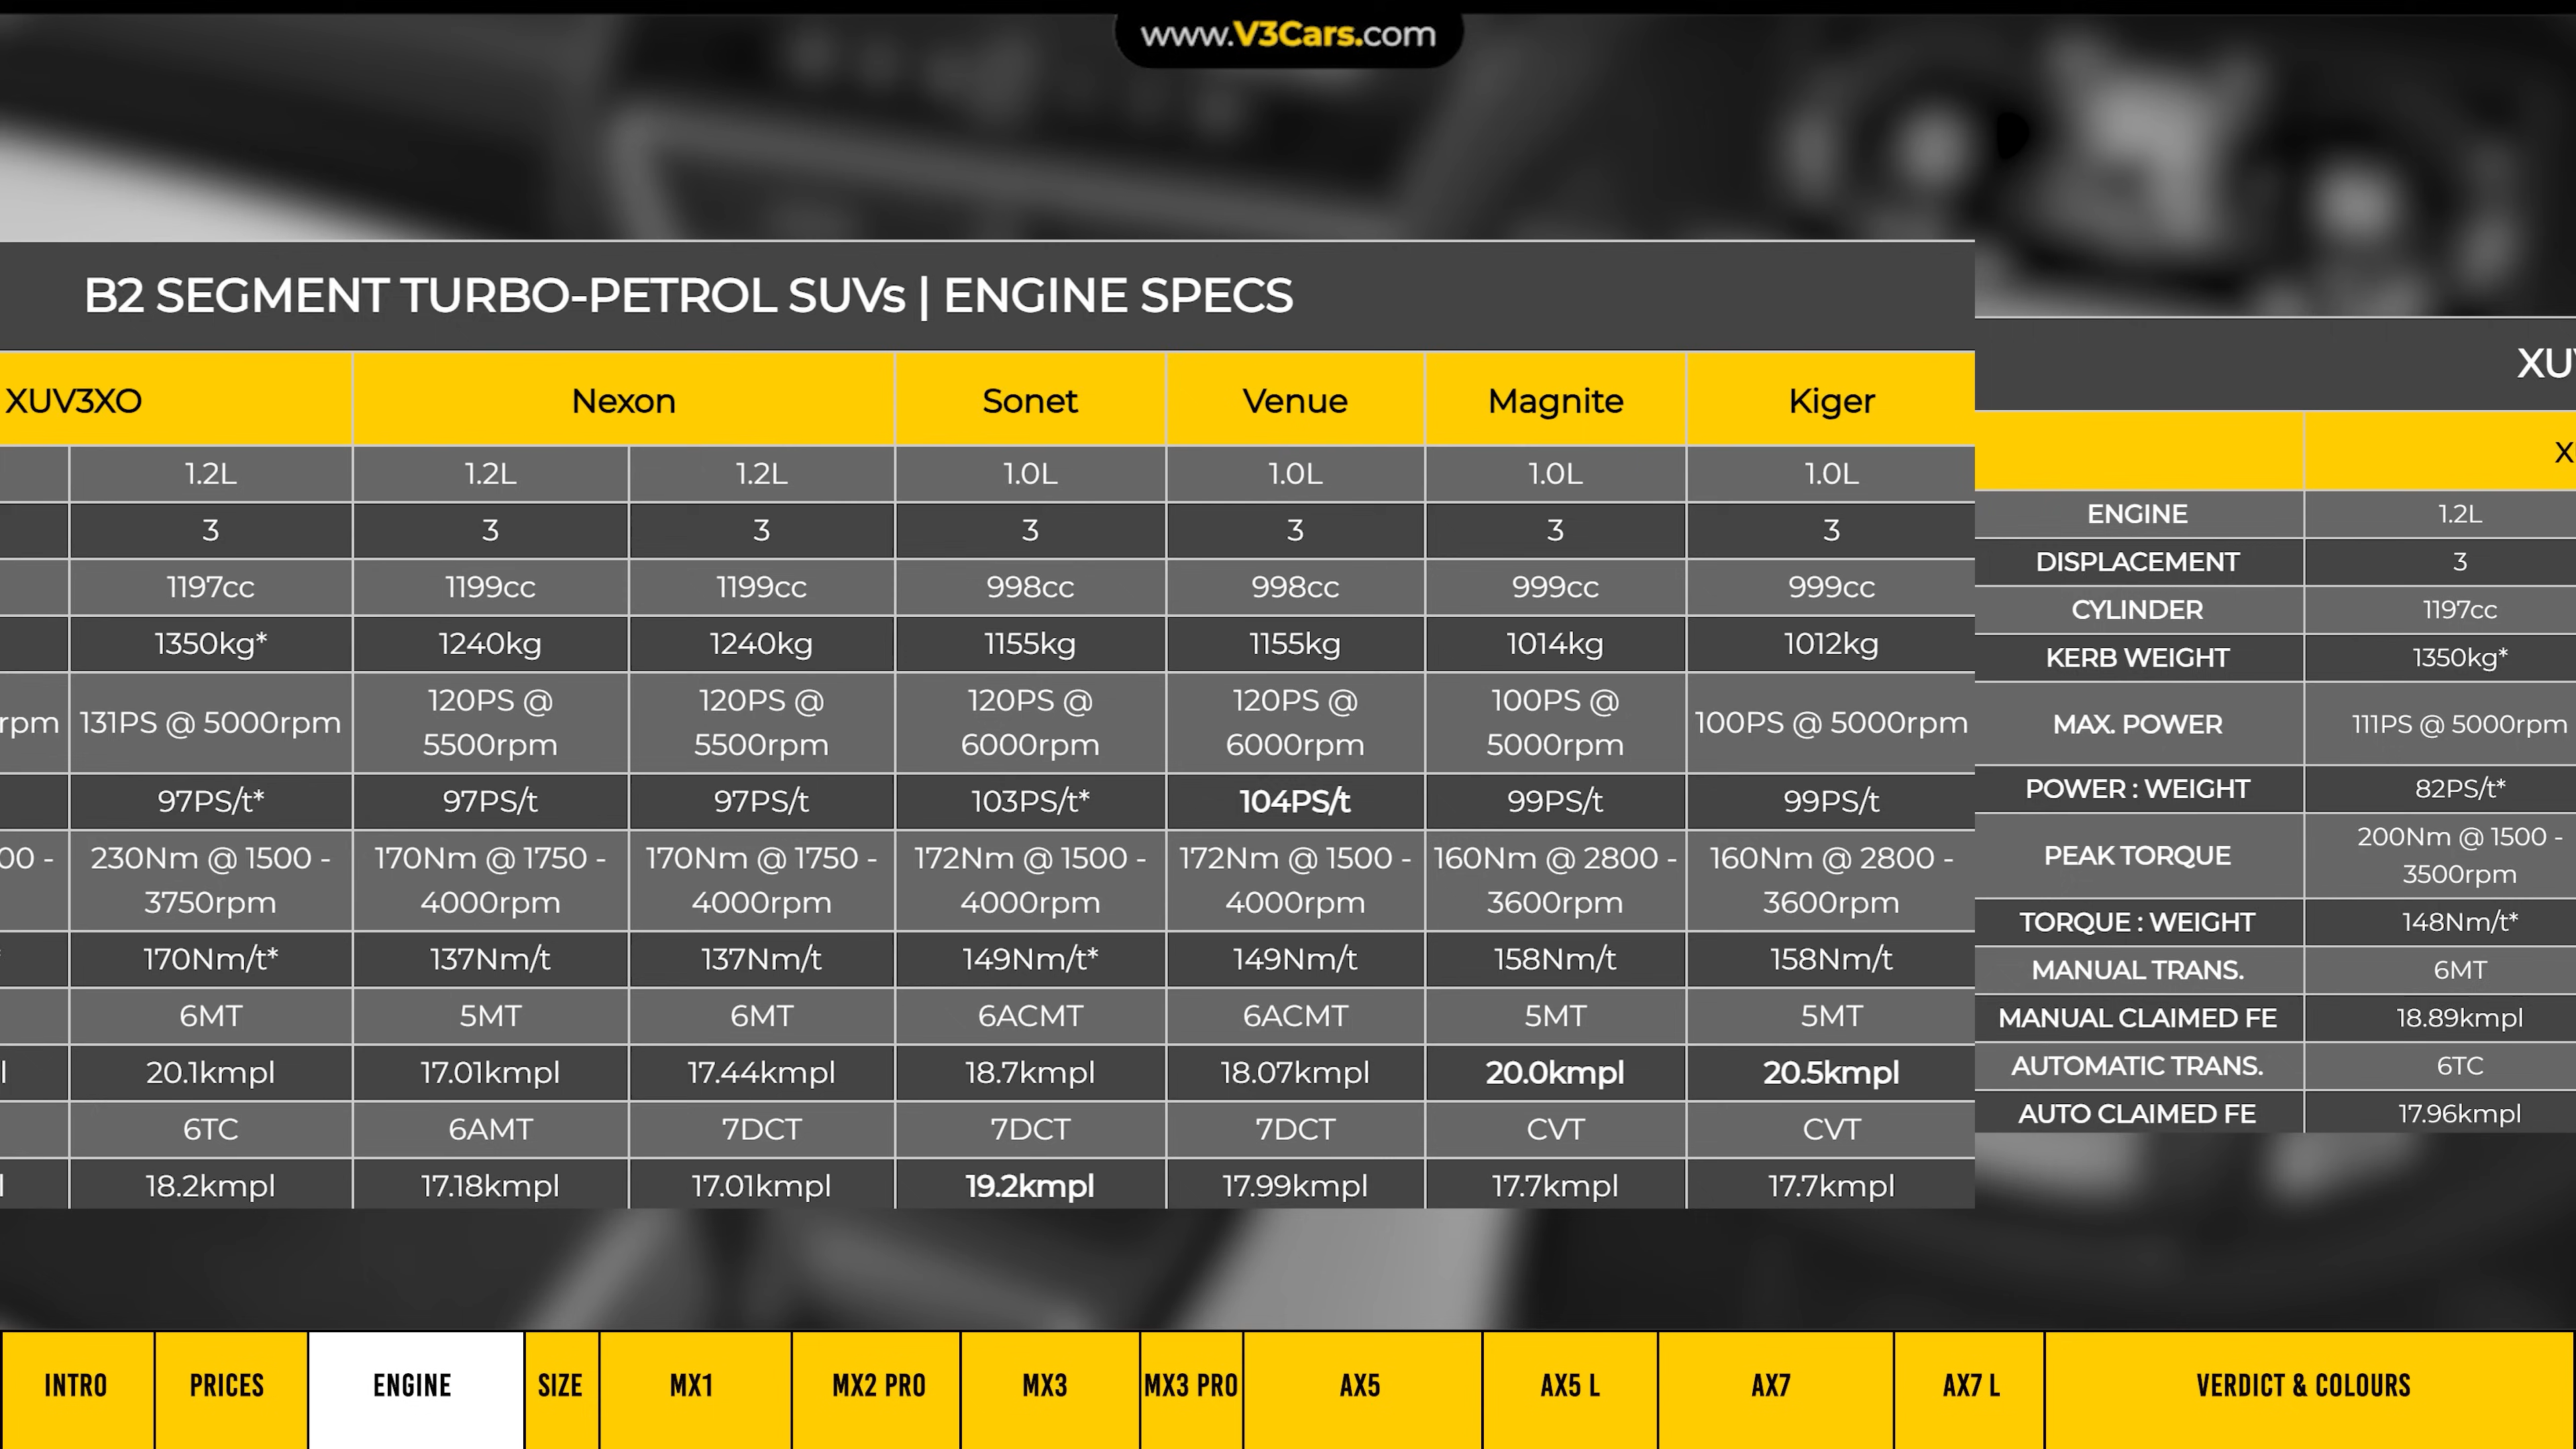 www.V3Cars.com
B2 SEGMENT TURBO-PETROL SUVs | ENGINE SPECS
XUV3XO Nexon Sonet Venue Magnite Kiger
1.2L 1.2L 1.2L 1.0L 1.0L 1.0L 1.0L
3 3 3 3 3 3 3
1197cc 1199cc 1199cc 998cc 998cc 999cc 999cc
1350kg* 1240kg 1240kg 1155kg 1155kg 1014kg 1012kg
rpm 131PS @ 5000rpm 120PS @ 5500rpm 120PS @ 5500rpm 120PS @ 6000rpm 120PS @ 6000rpm 100PS @ 5000rpm 100PS @ 5000rpm
97PS/t* 97PS/t 97PS/t 103PS/t* 104PS/t 99PS/t 99PS/t
00 - 230Nm @ 1500 - 3750rpm 170Nm @ 1750 - 4000rpm 170Nm @ 1750 - 4000rpm 172Nm @ 1500 - 4000rpm 172Nm @ 1500 - 4000rpm 160Nm @ 2800 - 3600rpm 160Nm @ 2800 - 3600rpm
170Nm/t* 137Nm/t 137Nm/t 149Nm/t* 149Nm/t 158Nm/t 158Nm/t
6MT 5MT 6MT 6ACMT 6ACMT 5MT 5MT
l 20.1kmpl 17.01kmpl 17.44kmpl 18.7kmpl 18.07kmpl 20.0kmpl 20.5kmpl
6TC 6AMT 7DCT 7DCT 7DCT CVT CVT
l 18.2kmpl 17.18kmpl 17.01kmpl 19.2kmpl 17.99kmpl 17.7kmpl 17.7kmpl
XU
X
ENGINE 1.2L
DISPLACEMENT 3
CYLINDER 1197cc
KERB WEIGHT 1350kg*
MAX. POWER 111PS @ 5000rpm
POWER : WEIGHT 82PS/t*
PEAK TORQUE 200Nm @ 1500 - 3500rpm
TORQUE : WEIGHT 148Nm/t*
MANUAL TRANS. 6MT
MANUAL CLAIMED FE 18.89kmpl
AUTOMATIC TRANS. 6TC
AUTO CLAIMED FE 17.96kmpl
INTRO PRICES ENGINE SIZE MX1 MX2 PRO MX3 MX3 PRO AX5 AX5 L AX7 AX7 L VERDICT & COLOURS